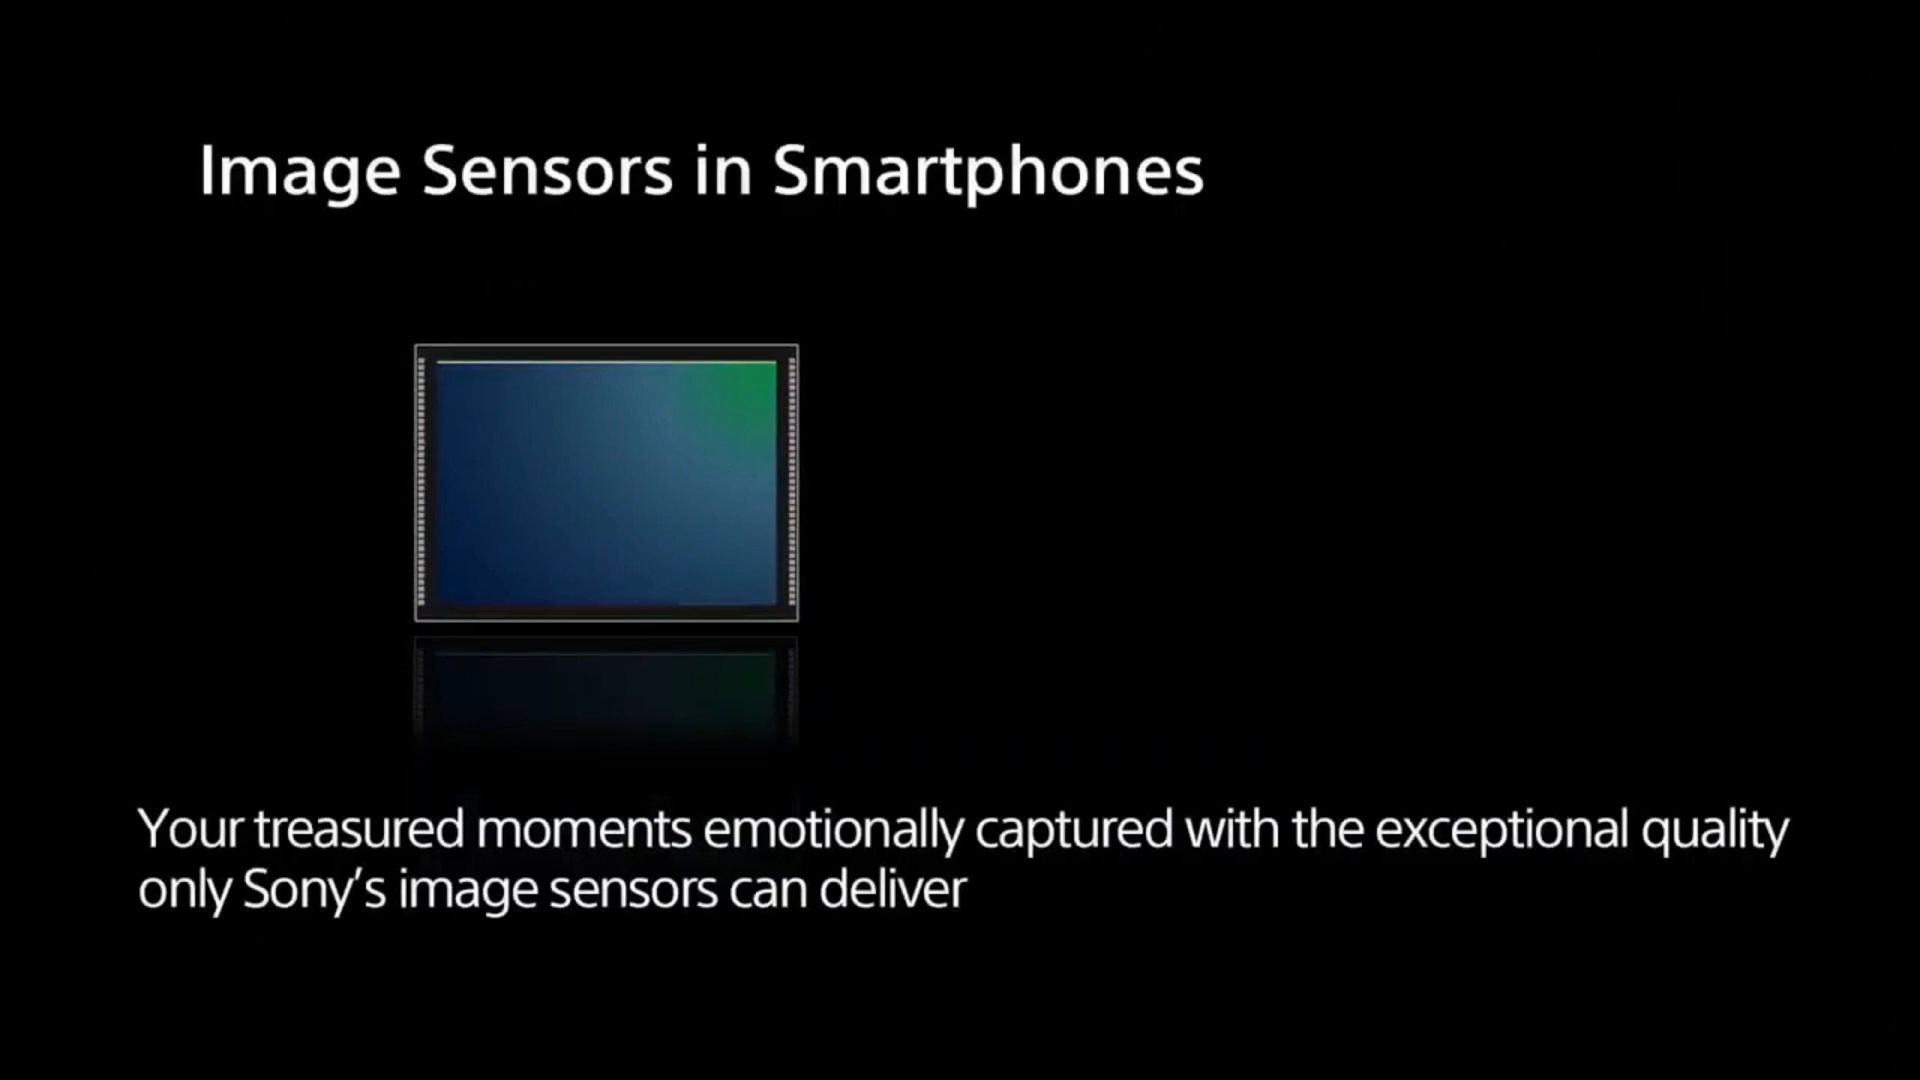 Image Sensors in Smartphones
Your treasured moments emotionally captured with the exceptional quality
only Sony’s image sensors can deliver